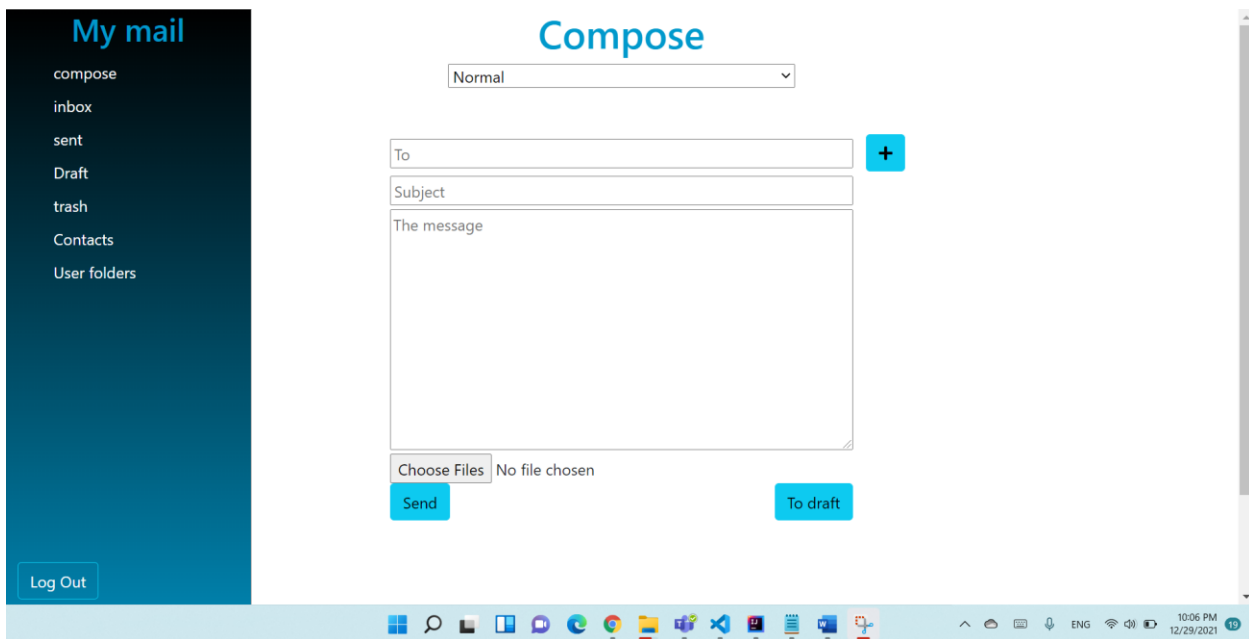 My mail
compose
inbox
sent
Draft
trash
Contacts
User folders
Log Out
Compose
Normal
To
+
Subject
The message
Choose Files No file chosen
Send
To draft
ENG
10:06 PM
12/29/2021
19